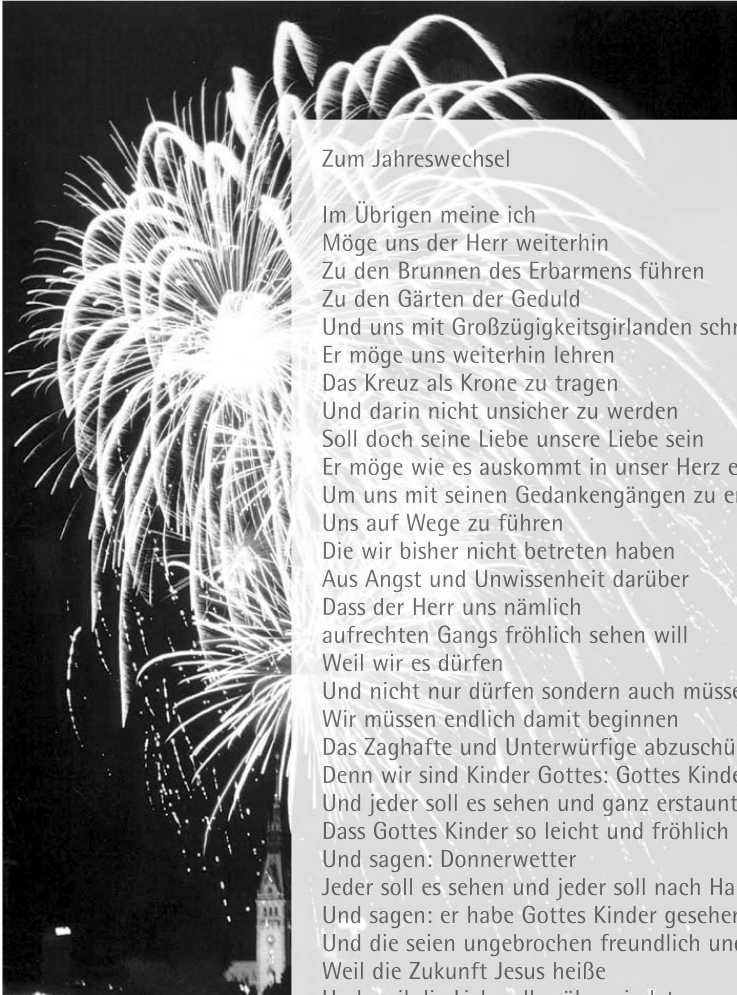 Zum Jahreswechsel
Im Übrigen meine ich
Möge uns der Herr weiterhin
Zu den Brunnen des Erbarmens führen
Zu den Gärten der Geduld
Und uns mit Großzügigkeitsgirlanden
Er möge uns weiterhin lehren
Das Kreuz als Krone zu tragen
Und darin nicht unsicher zu werden
Soll doch seine Liebe unsere Liebe sein
Er möge wie es auskommt in unser Herz
Um uns mit seinen Gedankengängen zu
Uns auf Wege zu führen
Die wir bisher nicht betreten haben
Aus Angst und Unwissenheit darüber
Dass der Herr uns nämlich
aufrechten Gangs fröhlich sehen will
Weil wir es dürfen
Und nicht nur dürfen sondern auch
Wir müssen endlich damit beginnen
Das Zaghafte und Unterwürfige
Denn wir sind Kinder Gottes: Gottes
Und jeder soll es sehen und ganz erstaunt
Dass Gottes Kinder so leicht und fröhlich
Und sagen: Donnerwetter
Jeder soll es sehen und jeder soll nach
Und sagen: er habe Gottes Kinder
Und die seien ungebrochen freundlich
Weil die Zukunft Jesus heiße